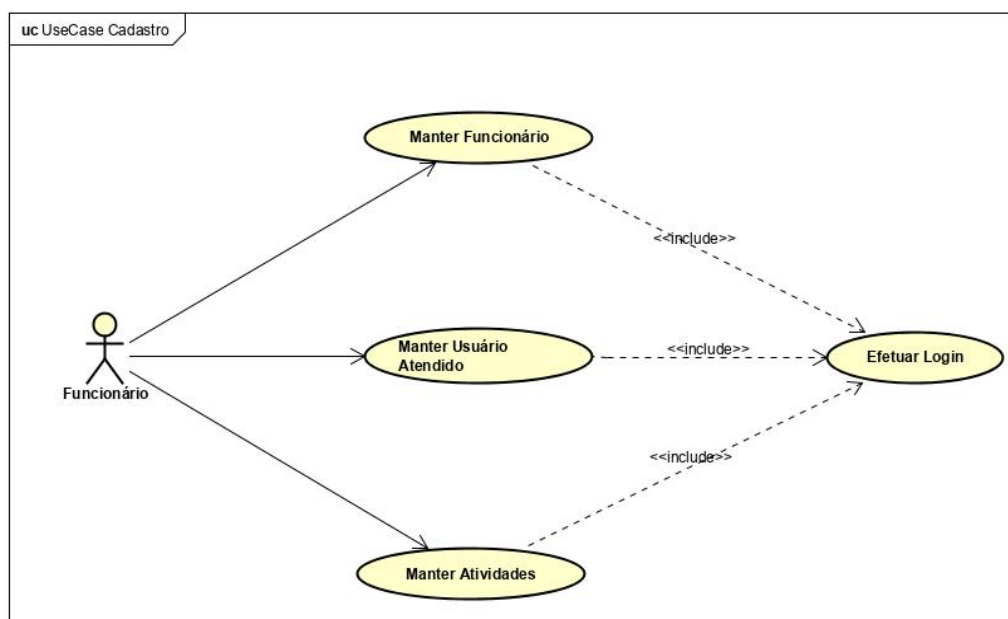 uc UseCase Cadastro
Manter Funcionário
<<include>>
Manter Usuário
Atendido
<<include>>
Efetuar Login
Funcionário
<<include>>
Manter Atividades